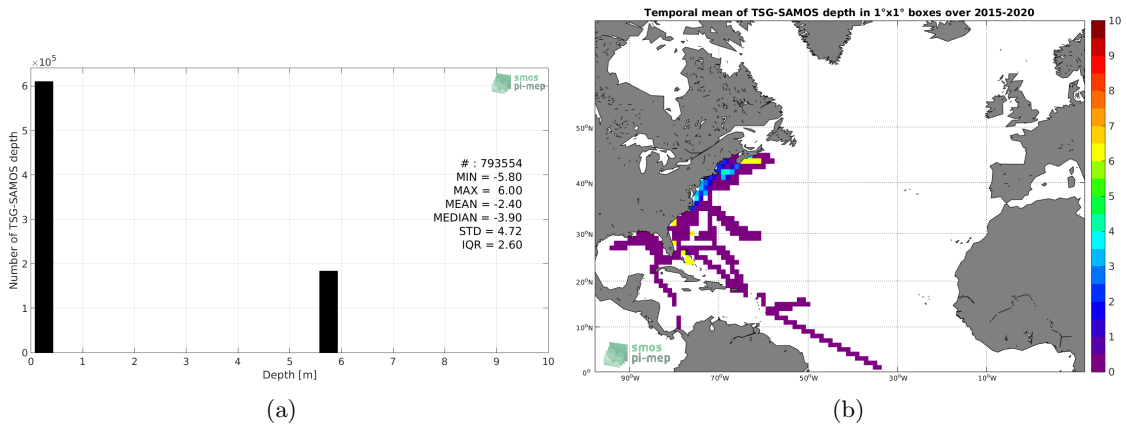 Temporal mean of TSG-SAMOS depth in 1°x1° boxes over 2015-2020
×10⁵
6
5
4
3
2
1
0
Number of TSG-SAMOS depth
smos
pi-mep
# : 793554
MIN = -5.80
MAX = 6.00
MEAN = -2.40
MEDIAN = -3.90
STD = 4.72
IQR = 2.60
0 1 2 3 4 5 6 7 8 9 10
Depth [m]
(a)
50°N
40°N
30°N
20°N
10°N
0°
90°W 70°W 50°W 30°W 10°W
smos
pi-mep
10
9
8
7
6
5
4
3
2
1
0
(b)